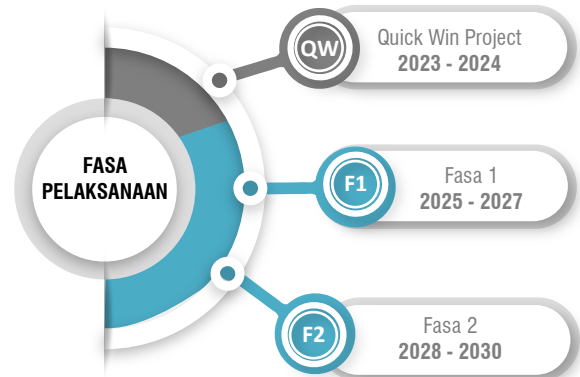 FASA
PELAKSANAAN
QW
Quick Win Project
2023 - 2024
F1
Fasa 1
2025 - 2027
F2
Fasa 2
2028 - 2030